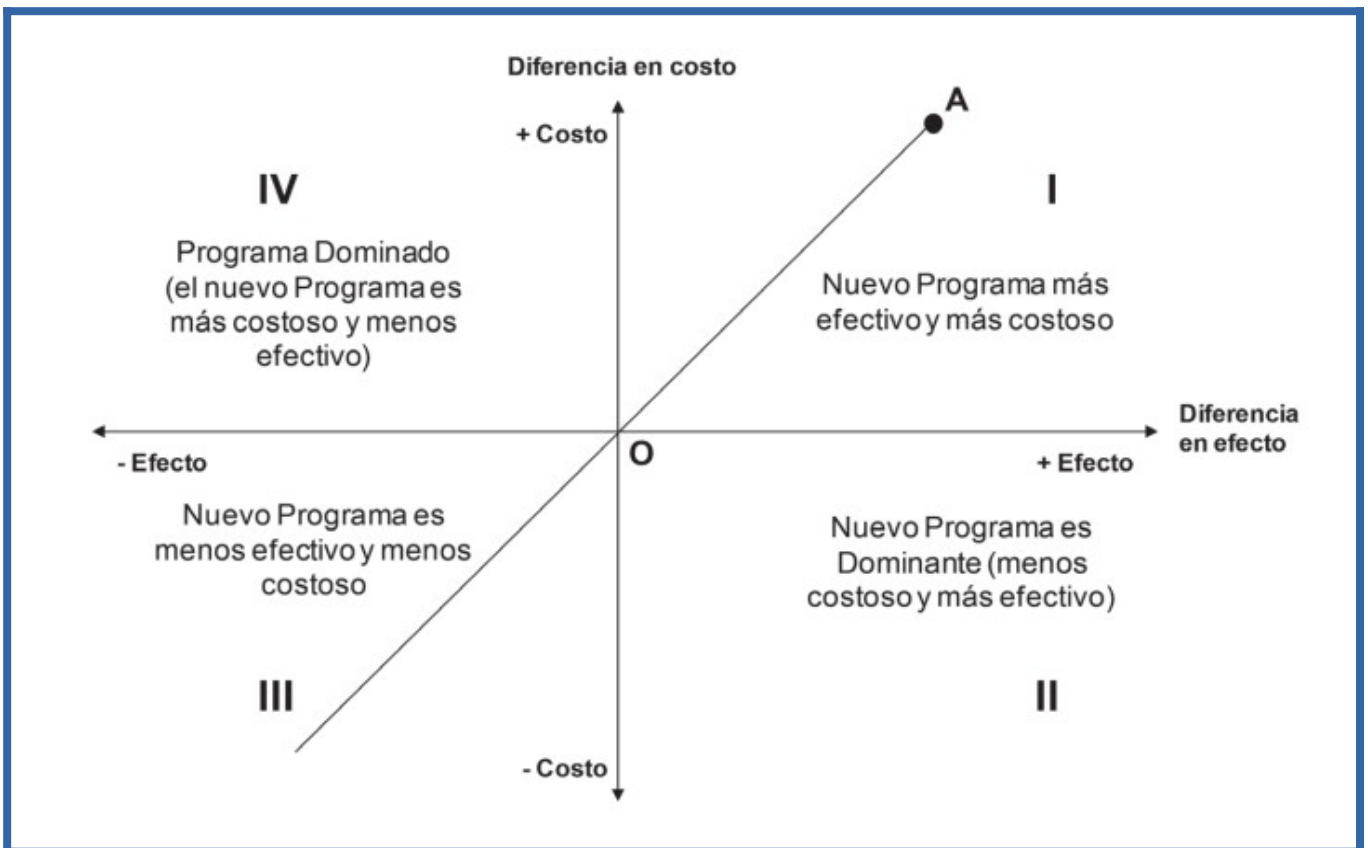 Diferencia en costo
A
+ Costo
IV
I
Programa Dominado
(el nuevo Programa es
más costoso y menos
efectivo)
Nuevo Programa más
efectivo y más costoso
Diferencia
en efecto
- Efecto
O
+ Efecto
Nuevo Programa es
menos efectivo y menos
costoso
Nuevo Programa es
Dominante (menos
costoso y más efectivo)
III
II
- Costo